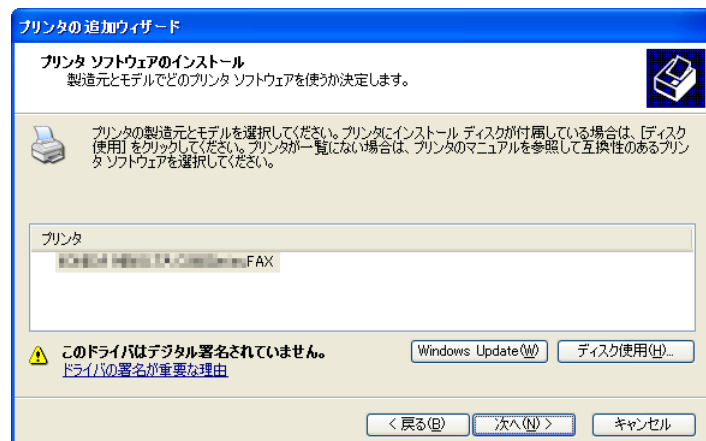 プリンタの追加ウィザード
プリンタ ソフトウェアのインストール
製造元とモデルでどのプリンタ ソフトウェアを使うか決定します。
プリンタの製造元とモデルを選択してください。プリンタにインストール ディスクが付属している場合は、[ディスク
使用] をクリックしてください。プリンタが一覧にない場合は、プリンタのマニュアルを参照して互換性のあるプリン
タ ソフトウェアを選択してください。
プリンタ
FAX
このドライバはデジタル署名されていません。
ドライバの署名が重要な理由
Windows Update(W)
ディスク使用(H)...
< 戻る(B)
次へ(N) >
キャンセル